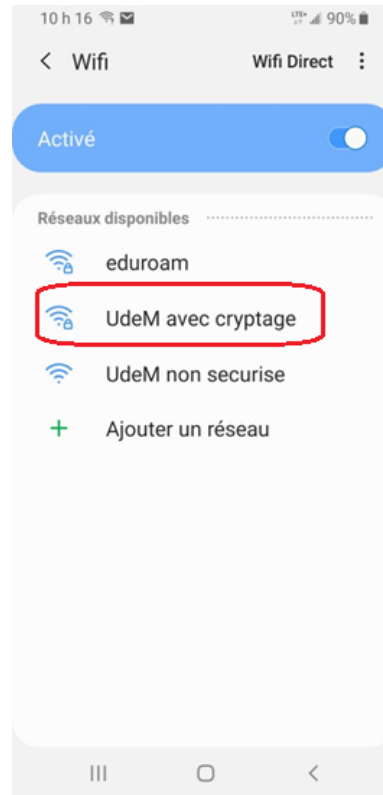 10 h 16 LTE+ 90%
Wifi Wifi Direct
Activé
Réseaux disponibles
eduroam
UdeM avec cryptage
UdeM non securise
Ajouter un réseau